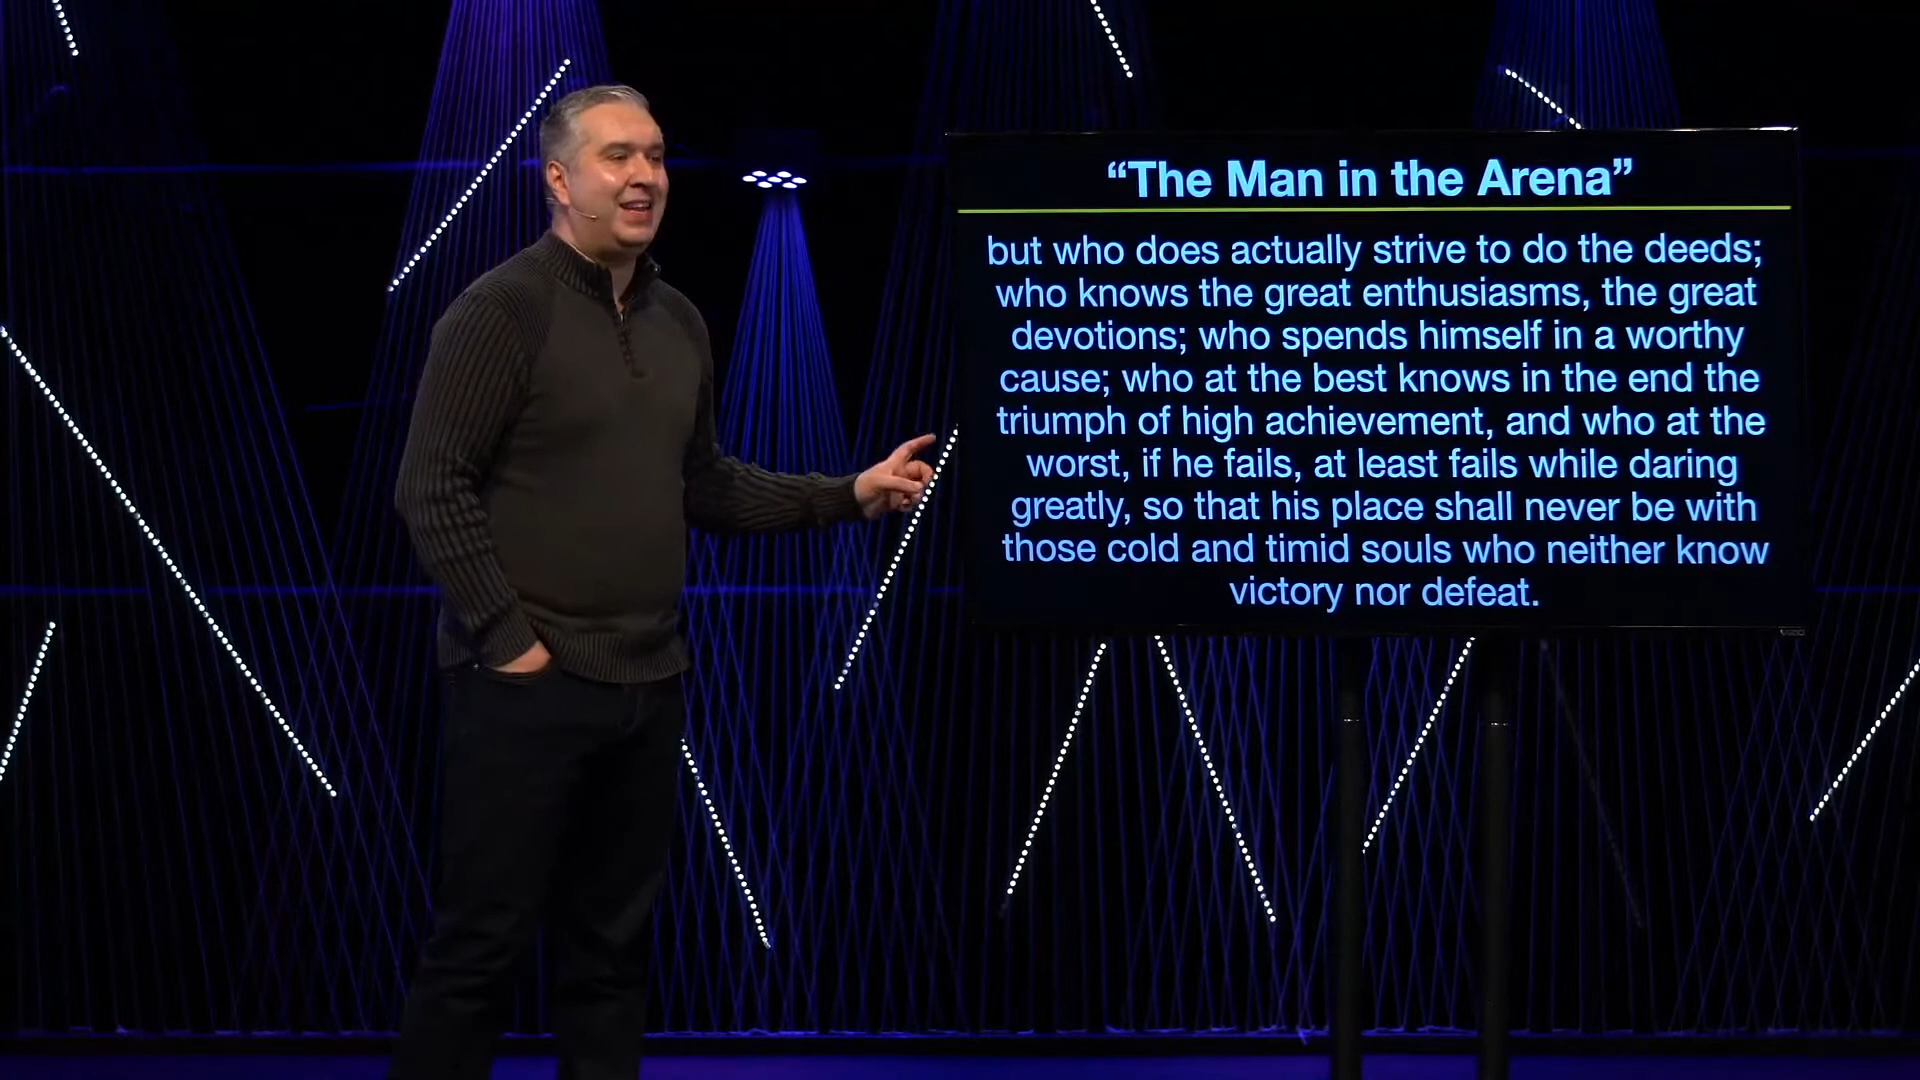 “The Man in the Arena”
but who does actually strive to do the deeds;
who knows the great enthusiasms, the great
devotions; who spends himself in a worthy
cause; who at the best knows in the end the
triumph of high achievement, and who at the
worst, if he fails, at least fails while daring
greatly, so that his place shall never be with
those cold and timid souls who neither know
victory nor defeat.
VIZIO